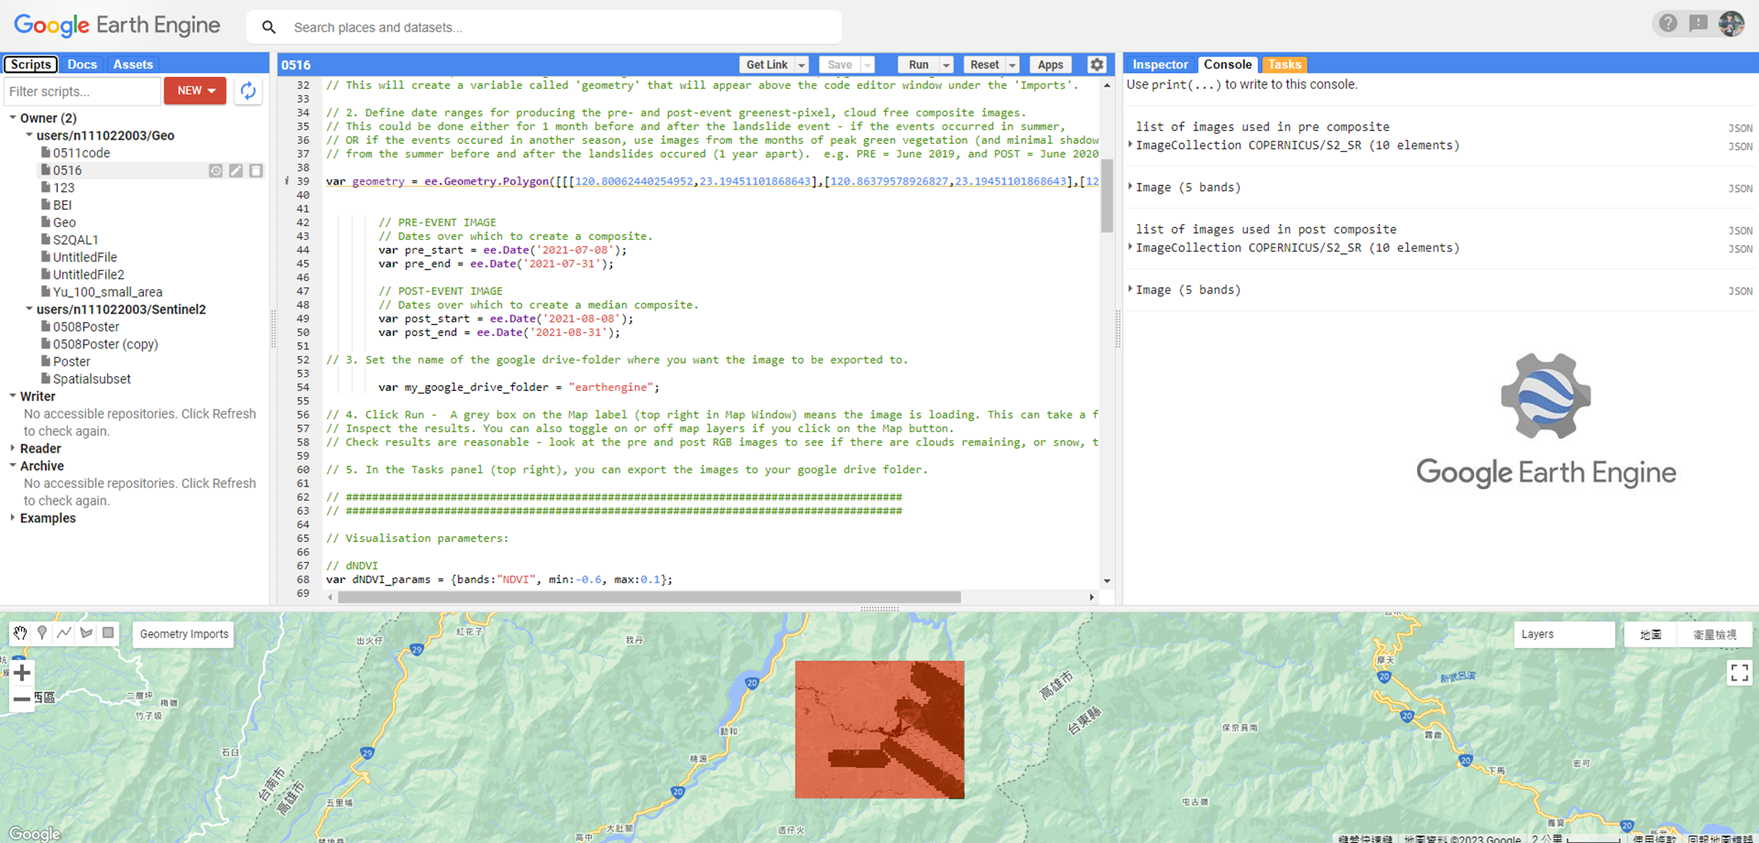 Google Earth Engine
Search places and datasets...
Scripts Docs Assets
Filter scripts... NEW
Owner (2)
users/n111022003/Geo
0511code
0516
123
BEI
Geo
S2QAL1
UntitledFile
UntitledFile2
Yu_100_small_area
users/n111022003/Sentinel2
0508Poster
0508Poster (copy)
Poster
Spatialsubset
Writer
No accessible repositories. Click Refresh
to check again.
Reader
Archive
No accessible repositories. Click Refresh
to check again.
Examples
0516 Get Link Save Run Reset Apps
32 // This will create a variable called 'geometry' that will appear above the code editor window under the 'Imports'.
33
34 // 2. Define date ranges for producing the pre- and post-event greenest-pixel, cloud free composite images.
35 // This could be done either for 1 month before and after the landslide event - if the events occurred in summer,
36 // OR if the events occured in another season, use images from the months of peak green vegetation (and minimal shadow
37 // from the summer before and after the landslides occured (1 year apart). e.g. PRE = June 2019, and POST = June 2020
38
i 39 var geometry = ee.Geometry.Polygon([[[120.80062440254952,23.19451101868643],[120.86379578926827,23.19451101868643],[12
40
41
42 // PRE-EVENT IMAGE
43 // Dates over which to create a composite.
44 var pre_start = ee.Date('2021-07-08');
45 var pre_end = ee.Date('2021-07-31');
46
47 // POST-EVENT IMAGE
48 // Dates over which to create a median composite.
49 var post_start = ee.Date('2021-08-08');
50 var post_end = ee.Date('2021-08-31');
51
52 // 3. Set the name of the google drive-folder where you want the image to be exported to.
53
54 var my_google_drive_folder = "earthengine";
55
56 // 4. Click Run - A grey box on the Map label (top right in Map Window) means the image is loading. This can take a f
57 // Inspect the results. You can also toggle on or off map layers if you click on the Map button.
58 // Check results are reasonable - look at the pre and post RGB images to see if there are clouds remaining, or snow, t
59
60 // 5. In the Tasks panel (top right), you can export the images to your google drive folder.
61
62 // #####################################################################################
63 // #####################################################################################
64
65 // Visualisation parameters:
66
67 // dNDVI
68 var dNDVI_params = {bands:"NDVI", min:-0.6, max:0.1};
69
Inspector Console Tasks
Use print(...) to write to this console.
list of images used in pre composite JSON
ImageCollection COPERNICUS/S2_SR (10 elements) JSON
Image (5 bands) JSON
list of images used in post composite JSON
ImageCollection COPERNICUS/S2_SR (10 elements) JSON
Image (5 bands) JSON
Google Earth Engine
Geometry Imports
Layers
地圖 衛星檢視
出火仔
紅花子
我丹
29
20
西區
二層坪
梅嶺
竹子坡
石臼
29
台南市
高雄市
五里埔
勤和
桃源
20
高中
大肚關
透仔火
高雄市
台東縣
摩天
20
新武呂溪
20
霧鹿
保奈員南
20
下馬
宏可
屯古嶺
霧寶
20
Google
鍵盤快速鍵 地圖資料 ©2023 Google 2 公里 使用條款 回報地圖錯誤